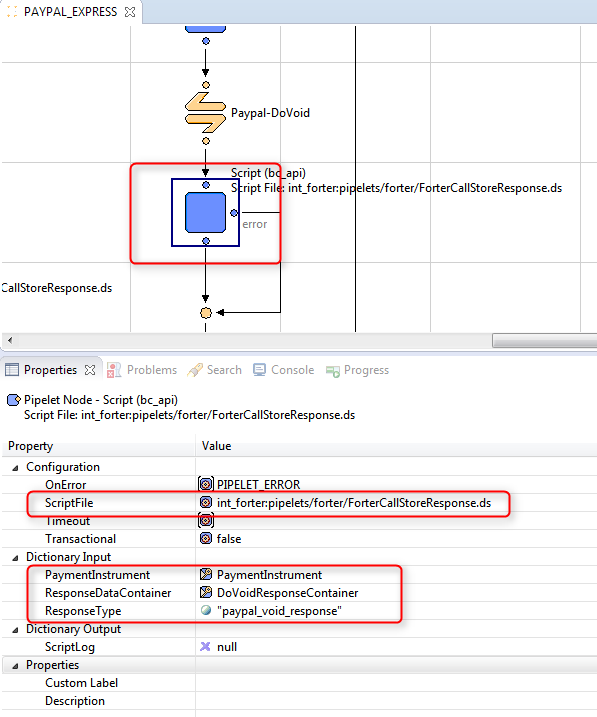 PAYPAL_EXPRESS
Paypal-DoVoid
Script (bc_api)
Script File: int_forter:pipelets/forter/ForterCallStoreResponse.ds
error
CallStoreResponse.ds
Properties
Problems
Search
Console
Progress
Pipelet Node - Script (bc_api)
Script File: int_forter:pipelets/forter/ForterCallStoreResponse.ds
Property Value
Configuration
OnError PIPELET_ERROR
ScriptFile int_forter:pipelets/forter/ForterCallStoreResponse.ds
Timeout
Transactional false
Dictionary Input
PaymentInstrument PaymentInstrument
ResponseDataContainer DoVoidResponseContainer
ResponseType "paypal_void_response"
Dictionary Output
ScriptLog null
Properties
Custom Label
Description